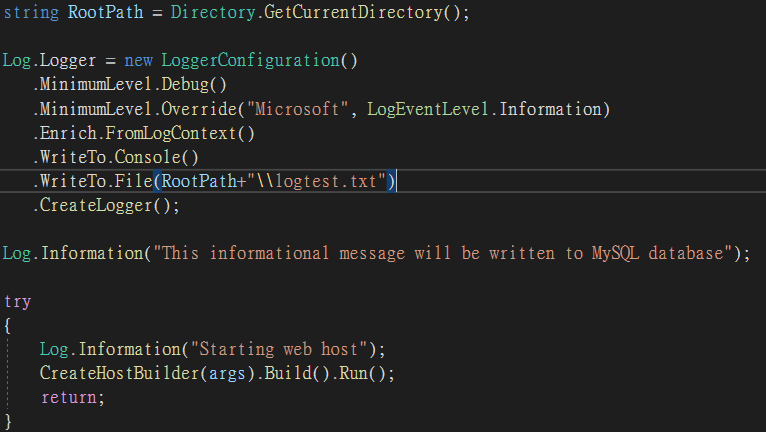 string RootPath = Directory.GetCurrentDirectory();
Log.Logger = new LoggerConfiguration()
.MinimumLevel.Debug()
.MinimumLevel.Override("Microsoft", LogEventLevel.Information)
.Enrich.FromLogContext()
.WriteTo.Console()
.WriteTo.File(RootPath+"\\logtest.txt")
.CreateLogger();
Log.Information("This informational message will be written to MySQL database");
try
{
Log.Information("Starting web host");
CreateHostBuilder(args).Build().Run();
return;
}